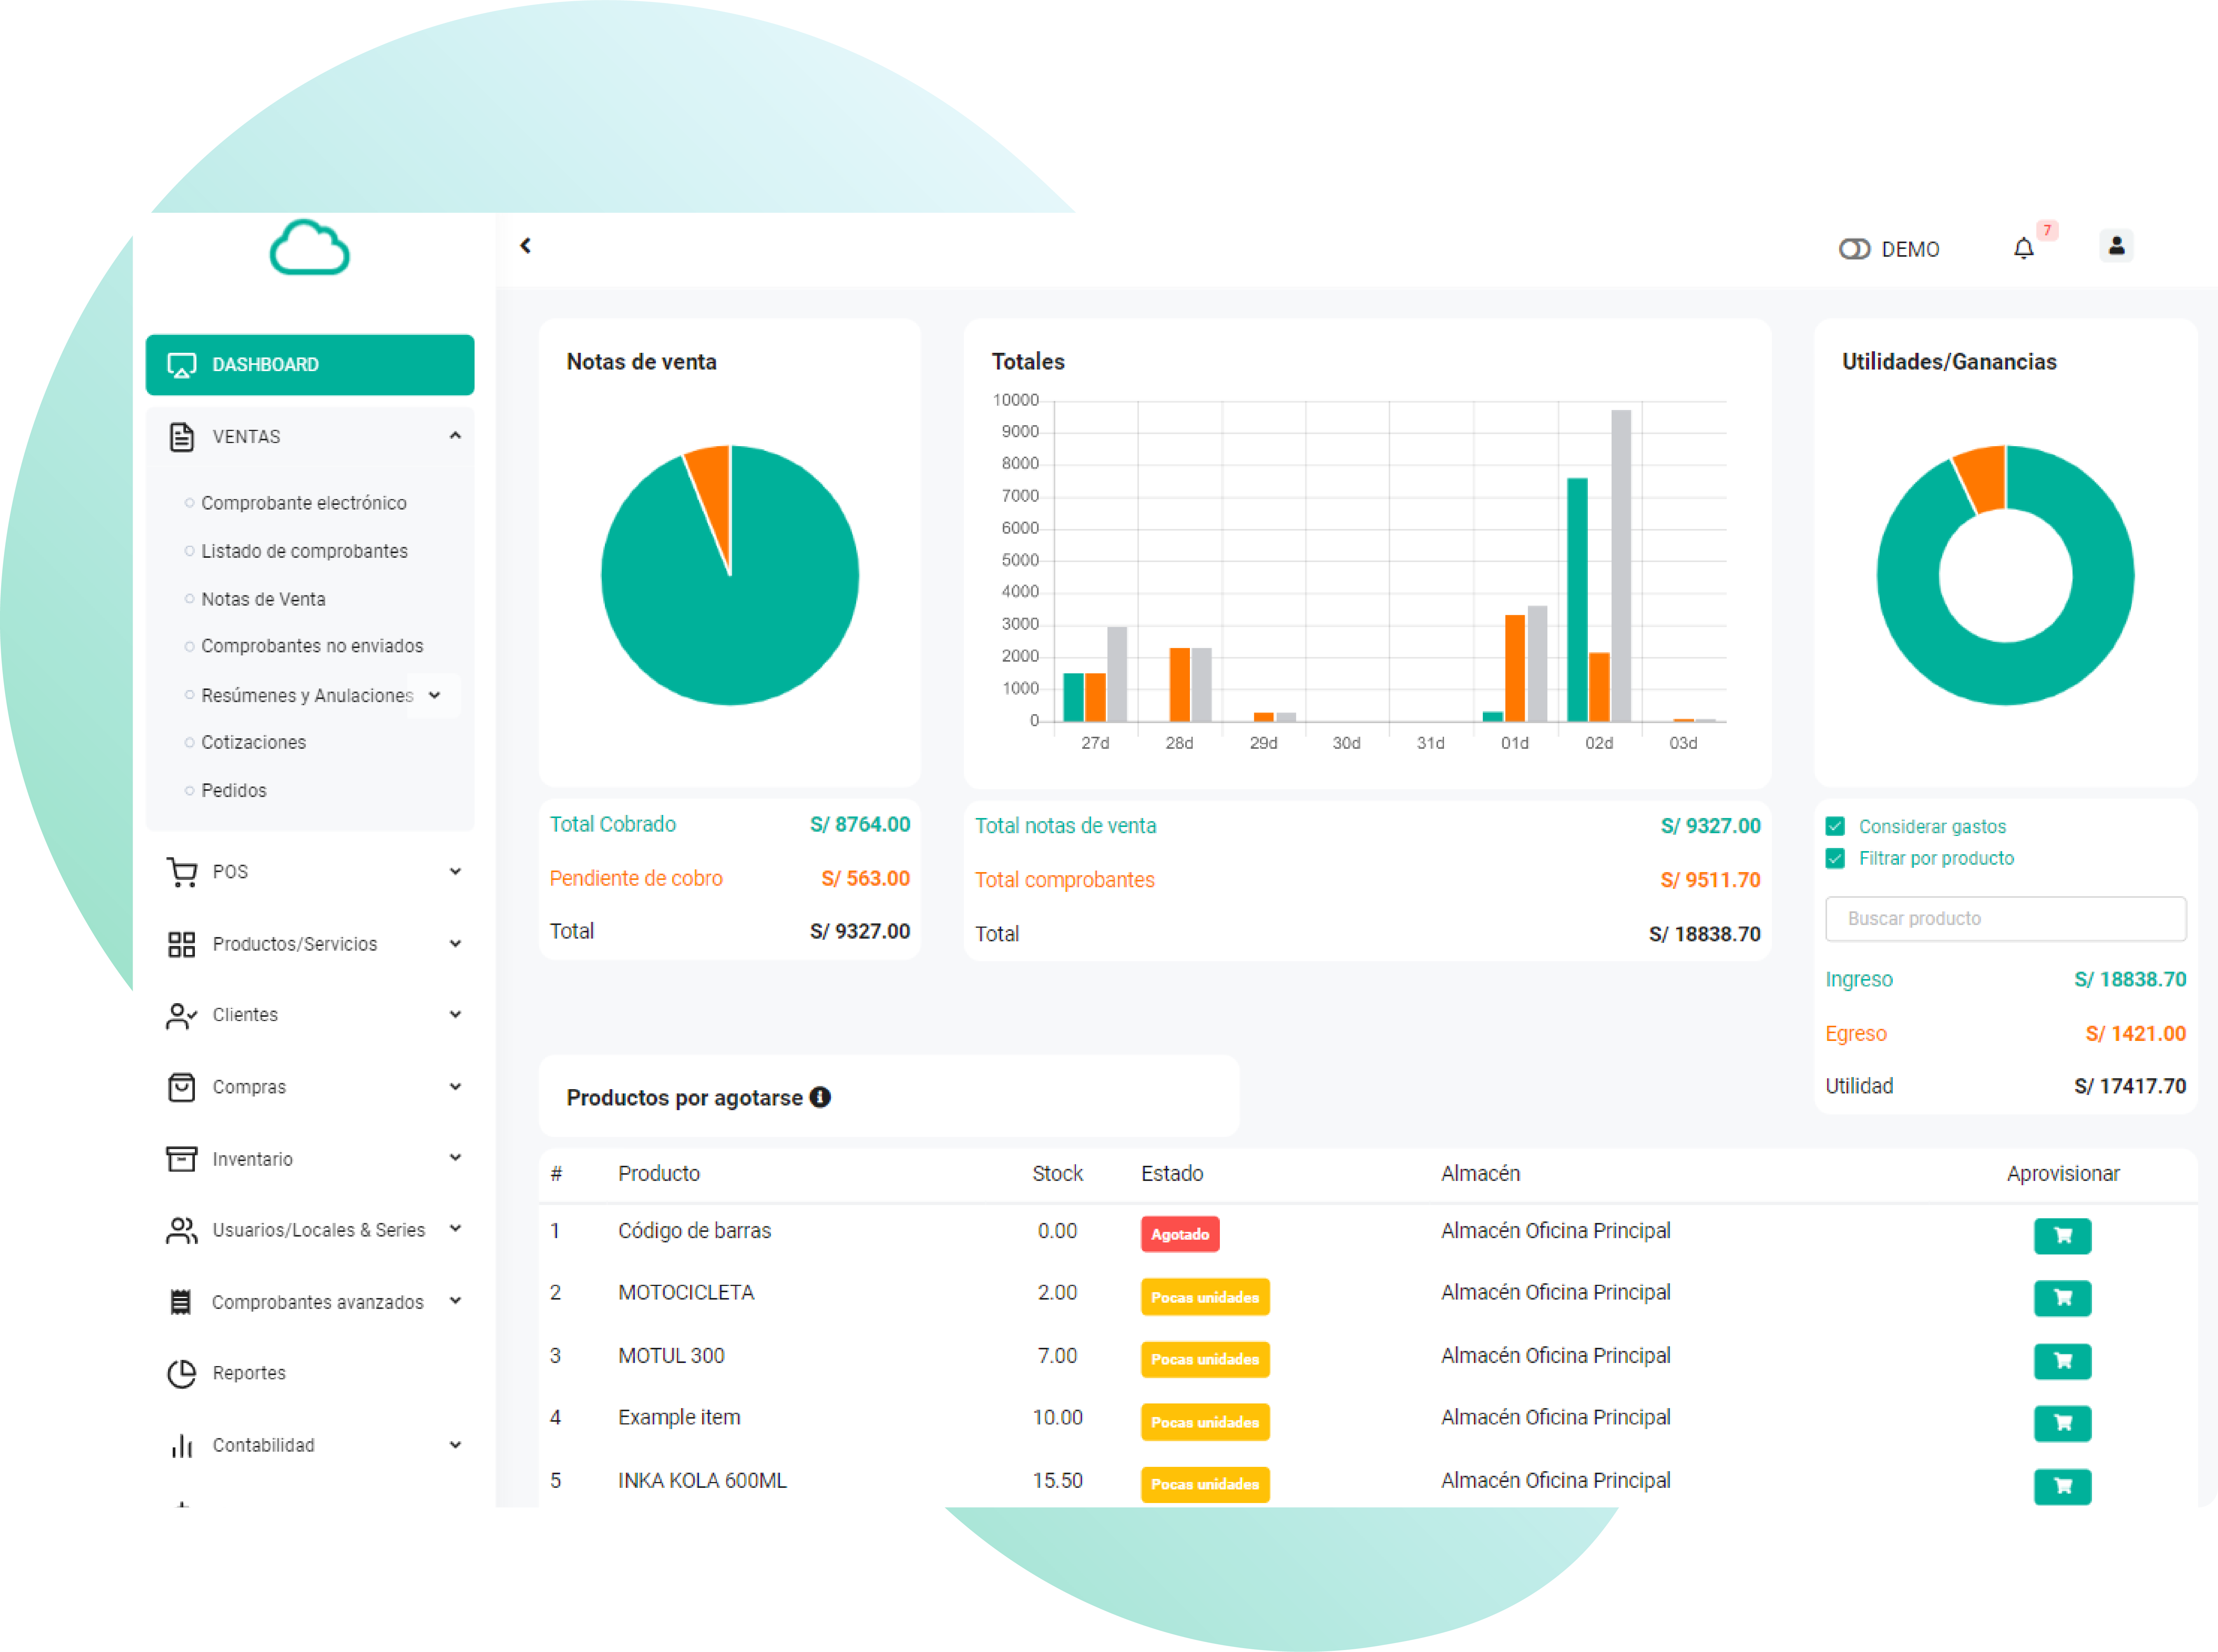 DEMO
7
DASHBOARD
VENTAS
Comprobante electrónico
Listado de comprobantes
Notas de Venta
Comprobantes no enviados
Resúmenes y Anulaciones
Cotizaciones
Pedidos
POS
Productos/Servicios
Clientes
Compras
Inventario
Usuarios/Locales & Series
Comprobantes avanzados
Reportes
Contabilidad
Notas de venta
Total Cobrado S/ 8764.00
Pendiente de cobro S/ 563.00
Total S/ 9327.00
Totales
10000
9000
8000
7000
6000
5000
4000
3000
2000
1000
0
27d 28d 29d 30d 31d 01d 02d 03d
Total notas de venta S/ 9327.00
Total comprobantes S/ 9511.70
Total S/ 18838.70
Utilidades/Ganancias
Considerar gastos
Filtrar por producto
Buscar producto
Ingreso S/ 18838.70
Egreso S/ 1421.00
Utilidad S/ 17417.70
Productos por agotarse
# Producto Stock Estado Almacén Aprovisionar
1 Código de barras 0.00 Agotado Almacén Oficina Principal
2 MOTOCICLETA 2.00 Pocas unidades Almacén Oficina Principal
3 MOTUL 300 7.00 Pocas unidades Almacén Oficina Principal
4 Example item 10.00 Pocas unidades Almacén Oficina Principal
5 INKA KOLA 600ML 15.50 Pocas unidades Almacén Oficina Principal